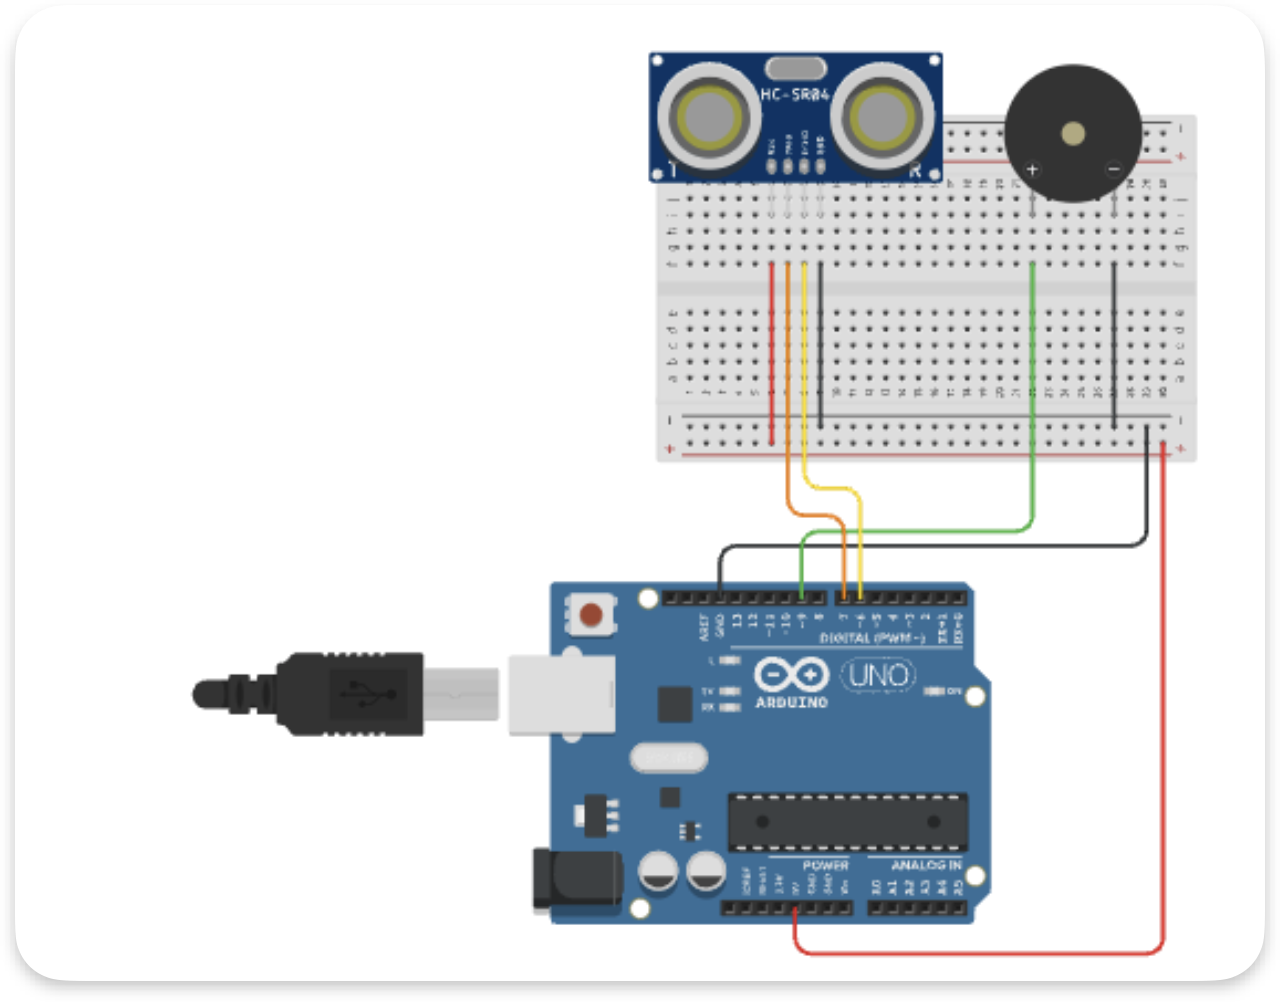 HC-SR04
VCC TRIG ECHO GND
T
R
+ −
−
+
j
i
h
g
f
e
d
c
b
a
−
+
AREF GND 13 12 ~11 ~10 ~9 8 7 ~6 ~5 ~4 ~3 2 TX→1 RX←0
DIGITAL (PWM~)
L
TX
RX
UNO
ON
ARDUINO
POWER
ANALOG IN
IOREF RESET 3.3V 5V GND GND Vin
A0 A1 A2 A3 A4 A5